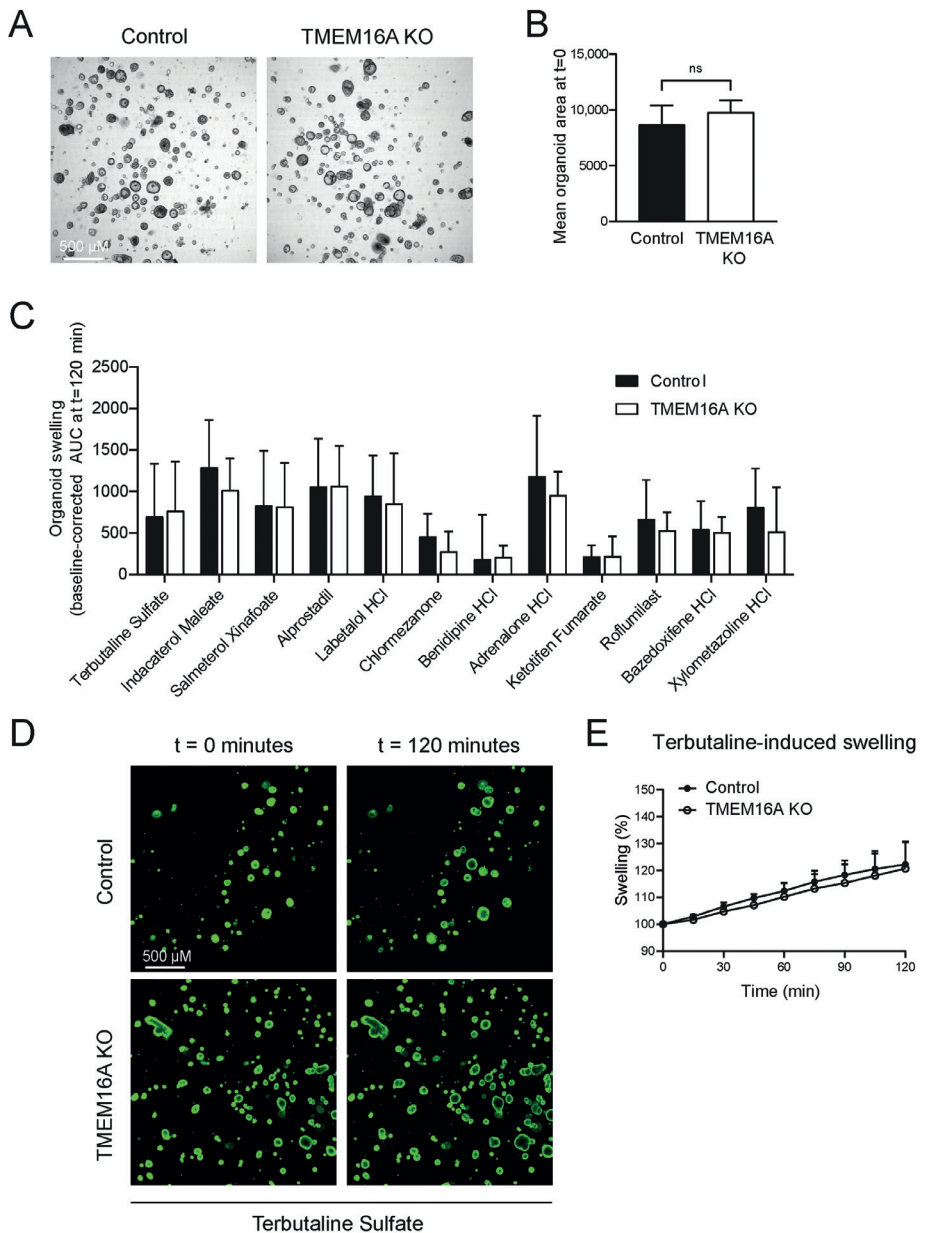 A
Control
TMEM16A KO
500 µM
B
Mean organoid area at t=0
15,000
10,000
5000
0
ns
Control
TMEM16A
KO
C
Organoid swelling
(baseline-corrected AUC at t=120 min)
2500
2000
1500
1000
500
0
Control
TMEM16A KO
Terbutaline Sulfate
Indacaterol Maleate
Salmeterol Xinafoate
Alprostadil
Labetalol HCl
Chlormezanone
Benidipine HCl
Adrenalone HCl
Ketotifen Fumarate
Roflumilast
Bazedoxifene HCl
Xylometazoline HCl
D
t = 0 minutes
t = 120 minutes
Control
500 µM
TMEM16A KO
Terbutaline Sulfate
E
Terbutaline-induced swelling
Control
TMEM16A KO
Swelling (%)
150
140
130
120
110
100
90
0
30
60
90
120
Time (min)